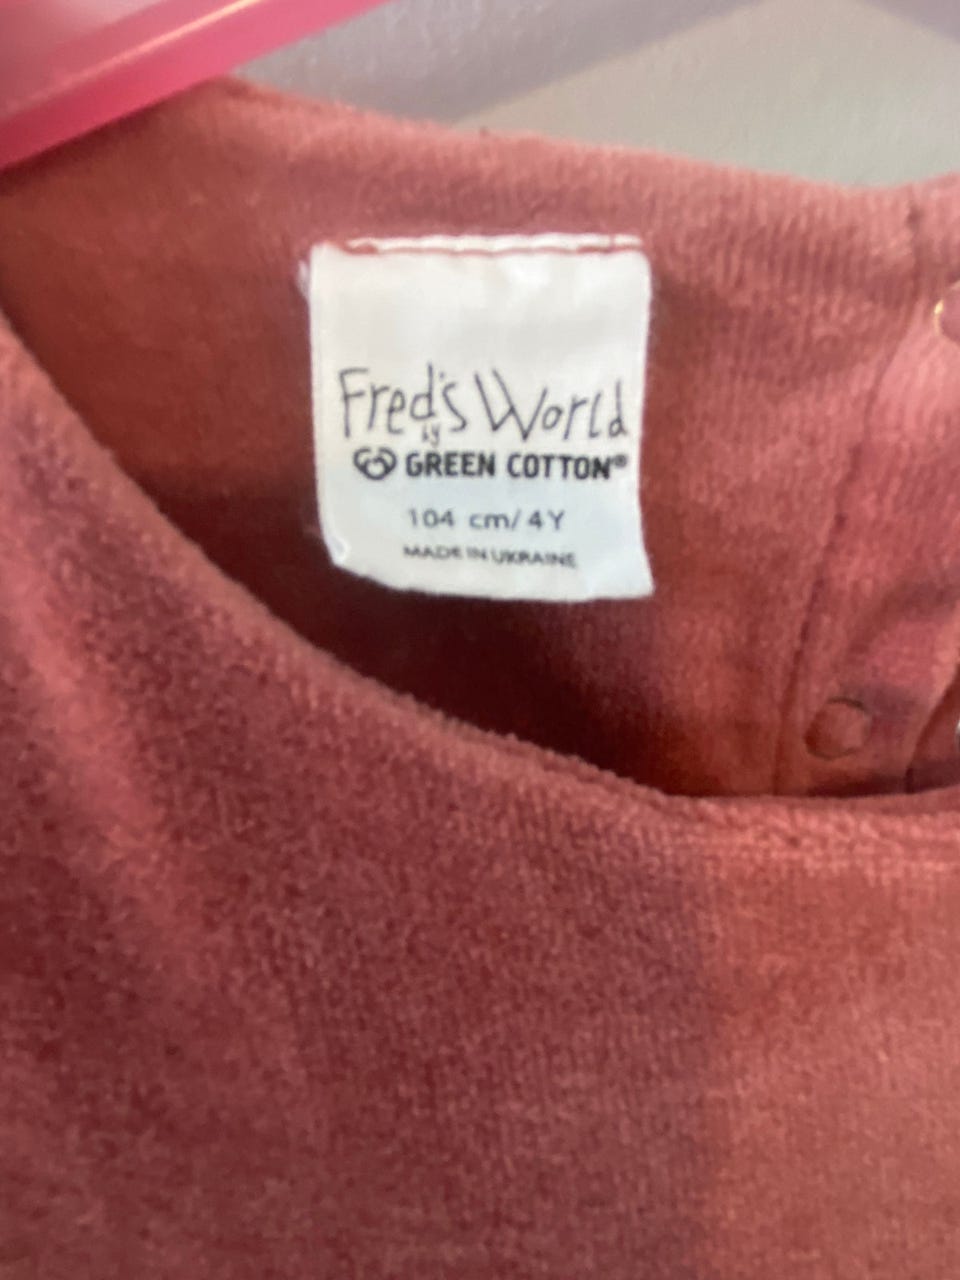 Fred's World
by
GREEN COTTON®
104 cm/4Y
MADE IN UKRAINE